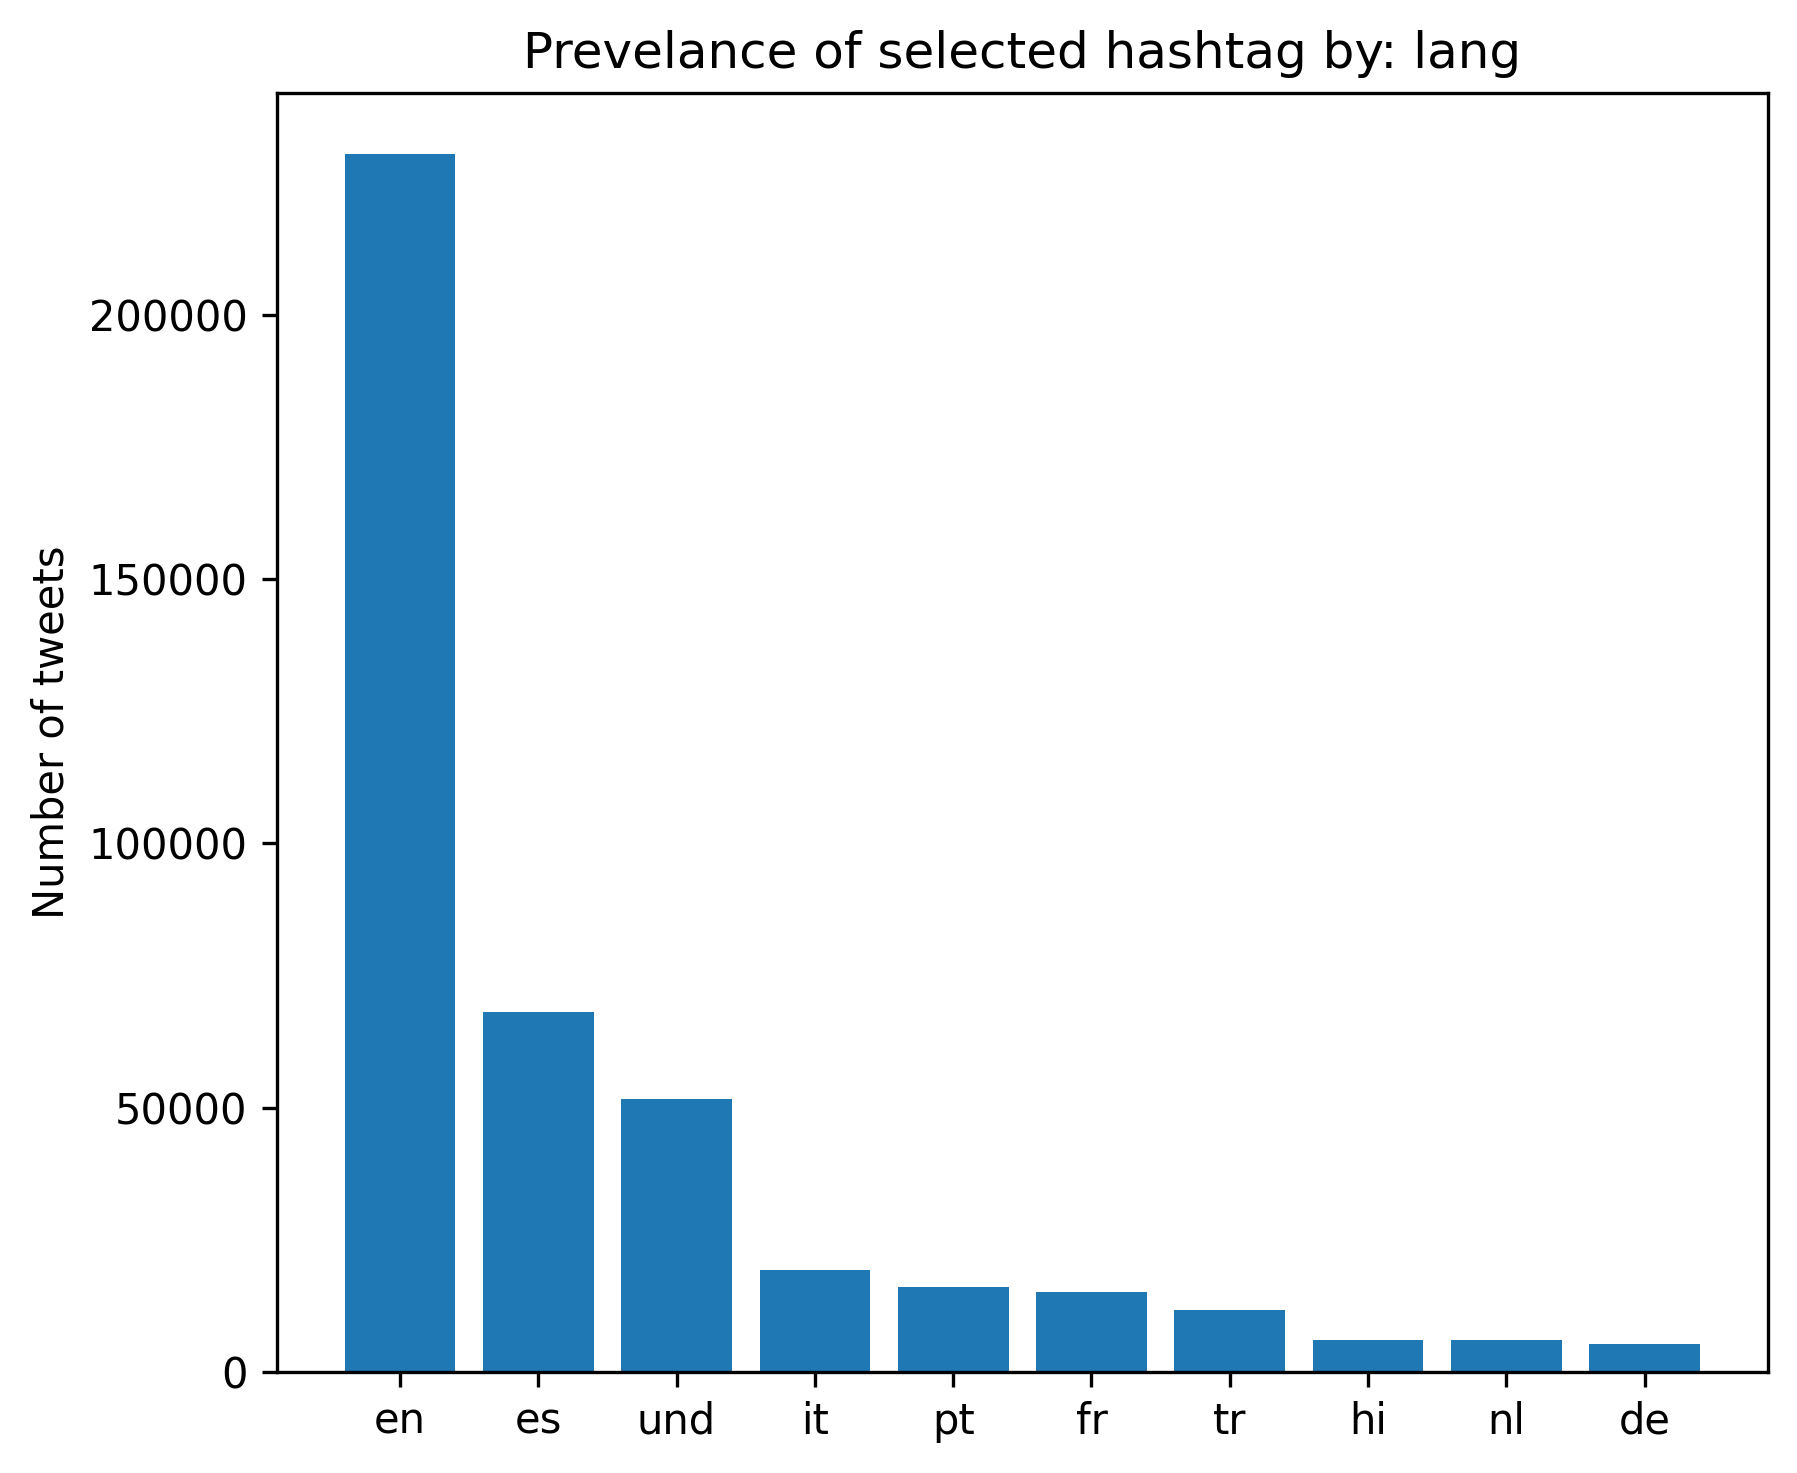 Prevelance of selected hashtag by: lang
Number of tweets
200000
150000
100000
50000
0
en es und it pt fr tr hi nl de